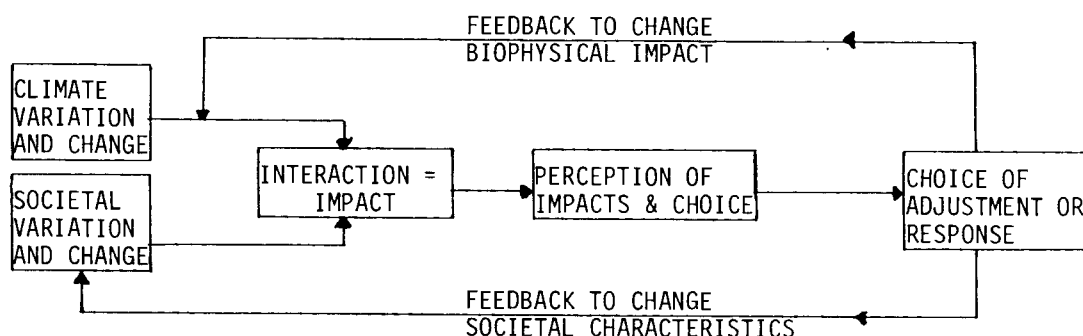 FEEDBACK TO CHANGE
BIOPHYSICAL IMPACT
CLIMATE
VARIATION
AND CHANGE
SOCIETAL
VARIATION
AND CHANGE
INTERACTION =
IMPACT
PERCEPTION OF
IMPACTS & CHOICE
CHOICE OF
ADJUSTMENT OR
RESPONSE
FEEDBACK TO CHANGE
SOCIETAL CHARACTERISTICS